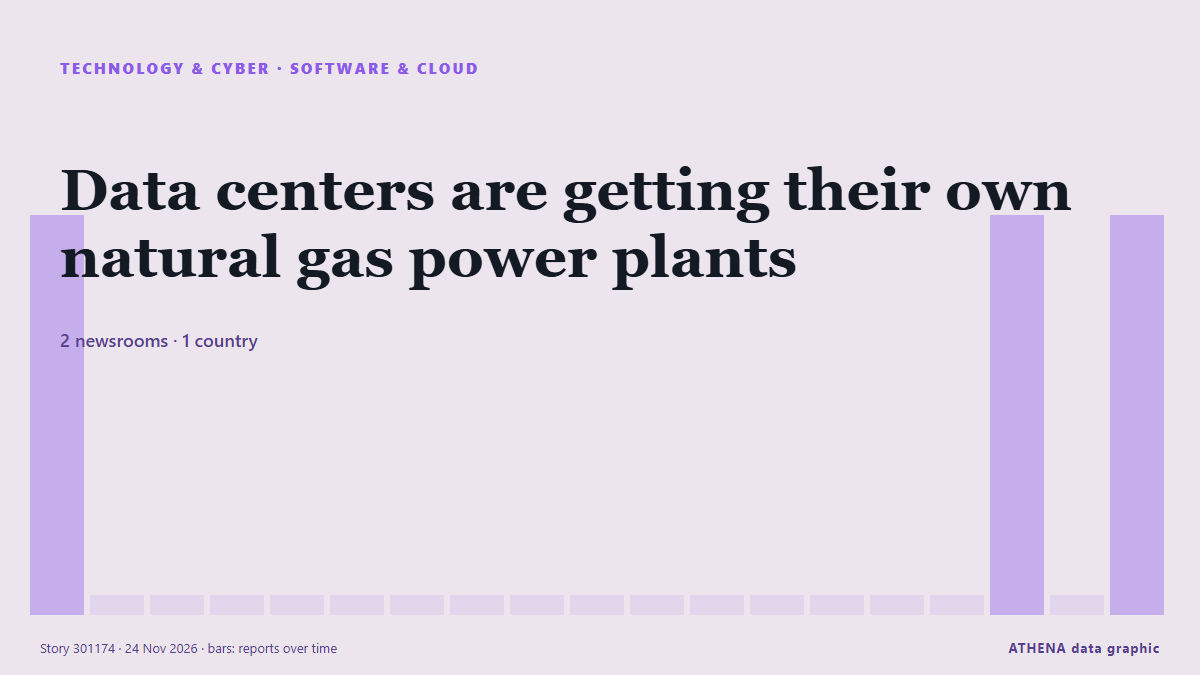 TECHNOLOGY & CYBER · SOFTWARE & CLOUD
Data centers are getting their own
natural gas power plants
2 newsrooms · 1 country
Story 301174 · 24 Nov 2026 · bars: reports over time
ATHENA data graphic